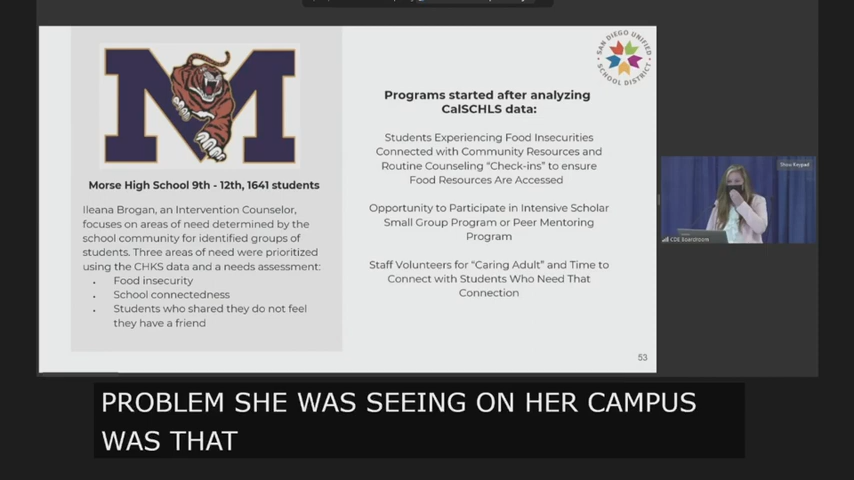 M
SAN DIEGO UNIFIED
SCHOOL DISTRICT
Programs started after analyzing
CalSCHLS data:
Students Experiencing Food Insecurities
Connected with Community Resources and
Routine Counseling “Check-ins” to ensure
Food Resources Are Accessed
Opportunity to Participate in Intensive Scholar
Small Group Program or Peer Mentoring
Program
Staff Volunteers for “Caring Adult” and Time to
Connect with Students Who Need That
Connection
Morse High School 9th - 12th, 1641 students
Ileana Brogan, an Intervention Counselor,
focuses on areas of need determined by the
school community for identified groups of
students. Three areas of need were prioritized
using the CHKS data and a needs assessment:
• Food insecurity
• School connectedness
• Students who shared they do not feel
they have a friend
53
Show Keypad
CDE Boardroom
PROBLEM SHE WAS SEEING ON HER CAMPUS
WAS THAT